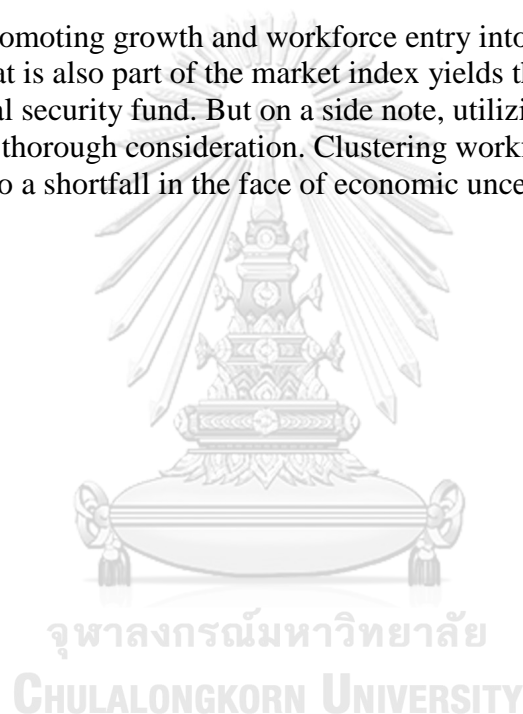 omoting growth and workforce entry into
at is also part of the market index yields th
al security fund. But on a side note, utilizi
thorough consideration. Clustering workf
o a shortfall in the face of economic unce
จุฬาลงกรณ์มหาวิทยาลัย
CHULALONGKORN UNIVERSITY